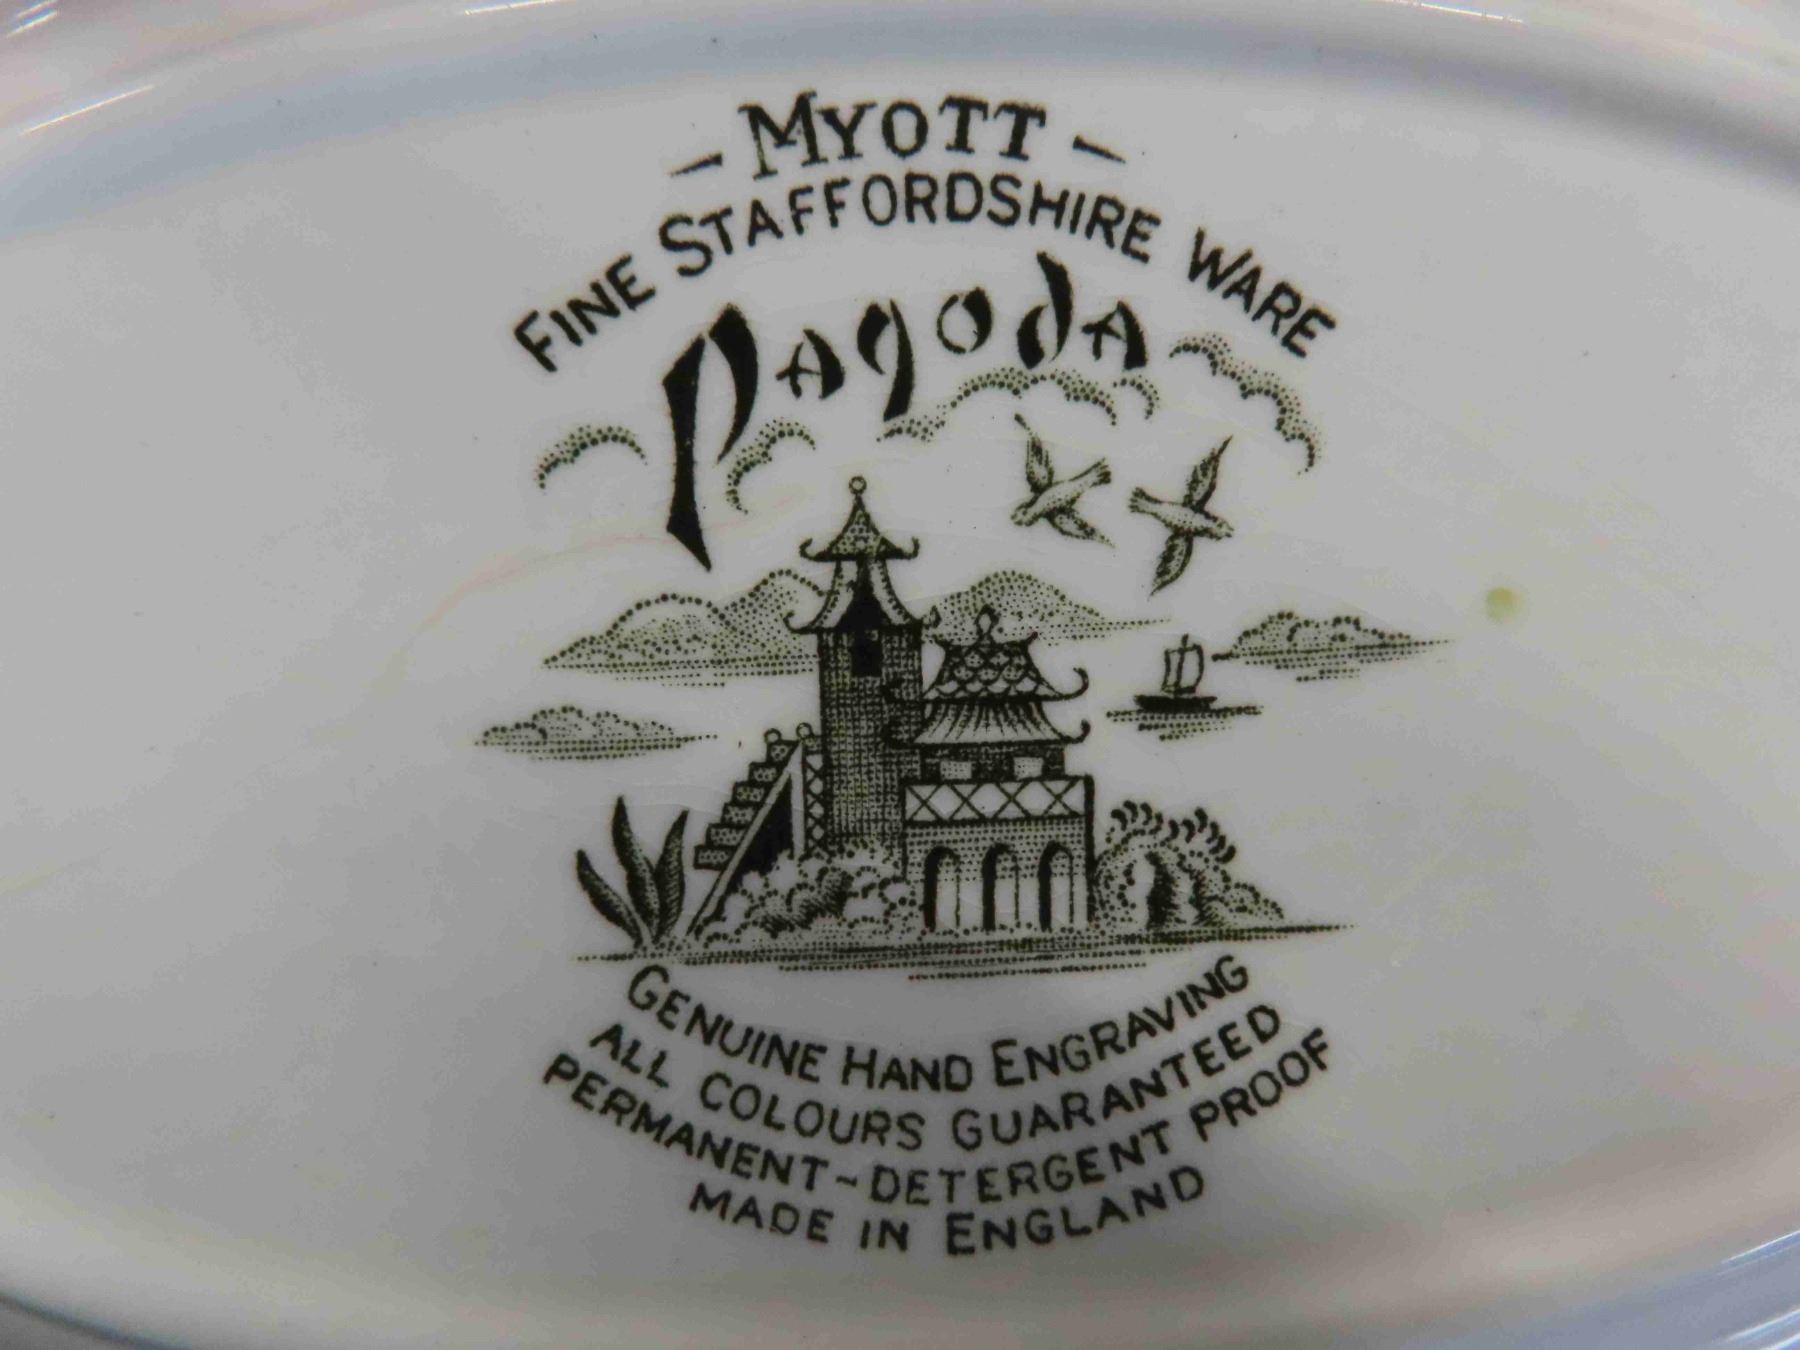 - MYOTT -
FINE STAFFORDSHIRE WARE
Pagoda
GENUINE HAND ENGRAVING
ALL COLOURS GUARANTEED
PERMANENT ~ DETERGENT PROOF
MADE IN ENGLAND